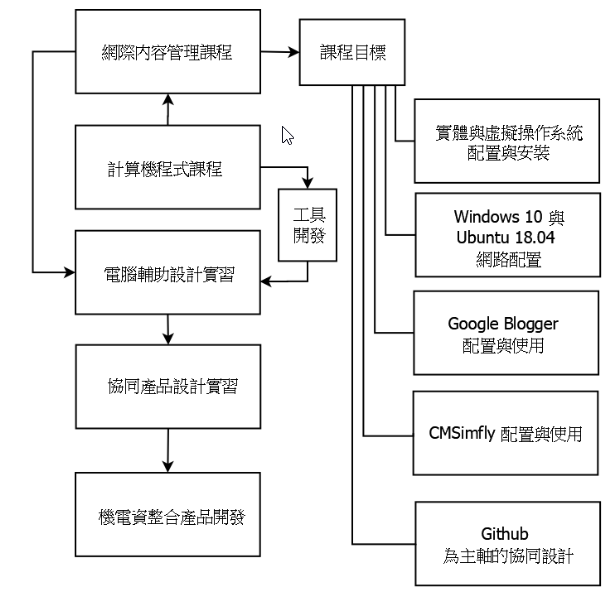 網際內容管理課程
課程目標
計算機程式課程
工具
開發
電腦輔助設計實習
協同產品設計實習
機電資整合產品開發
實體與虛擬操作系統
配置與安裝
Windows 10 與
Ubuntu 18.04
網路配置
Google Blogger
配置與使用
CMSimfly 配置與使用
Github
為主軸的協同設計